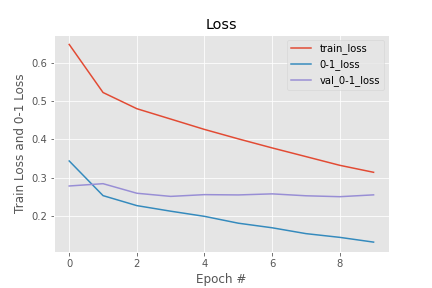 Loss
train_loss
0-1_loss
val_0-1_loss
Train Loss and 0-1 Loss
0.6
0.5
0.4
0.3
0.2
0 2 4 6 8
Epoch #